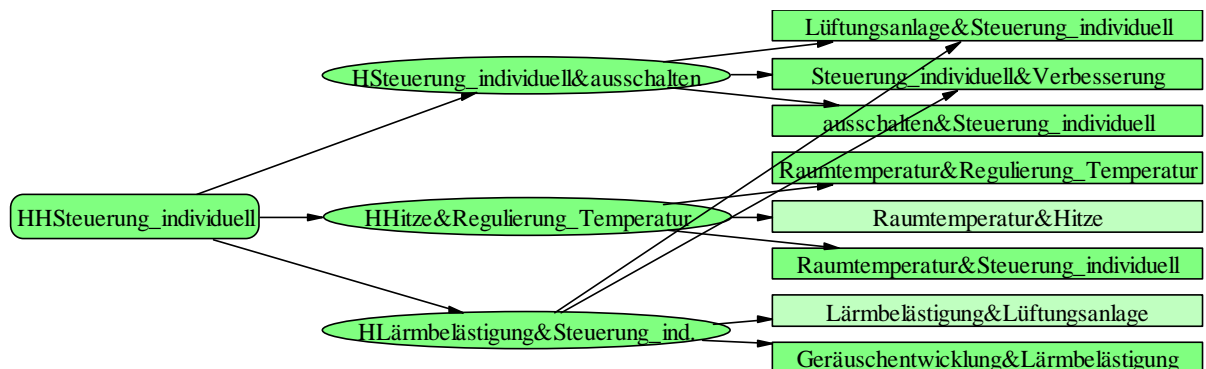 Lüftungsanlage&Steuerung_individuell
HSteuerung_individuell&ausschalten
Steuerung_individuell&Verbesserung
ausschalten&Steuerung_individuell
Raumtemperatur&Regulierung_Temperatur
HHSteuerung_individuell
HHitze&Regulierung_Temperatur
Raumtemperatur&Hitze
Raumtemperatur&Steuerung_individuell
Lärmbelästigung&Lüftungsanlage
HLärmbelästigung&Steuerung_ind.
Geräuschentwicklung&Lärmbelästigung